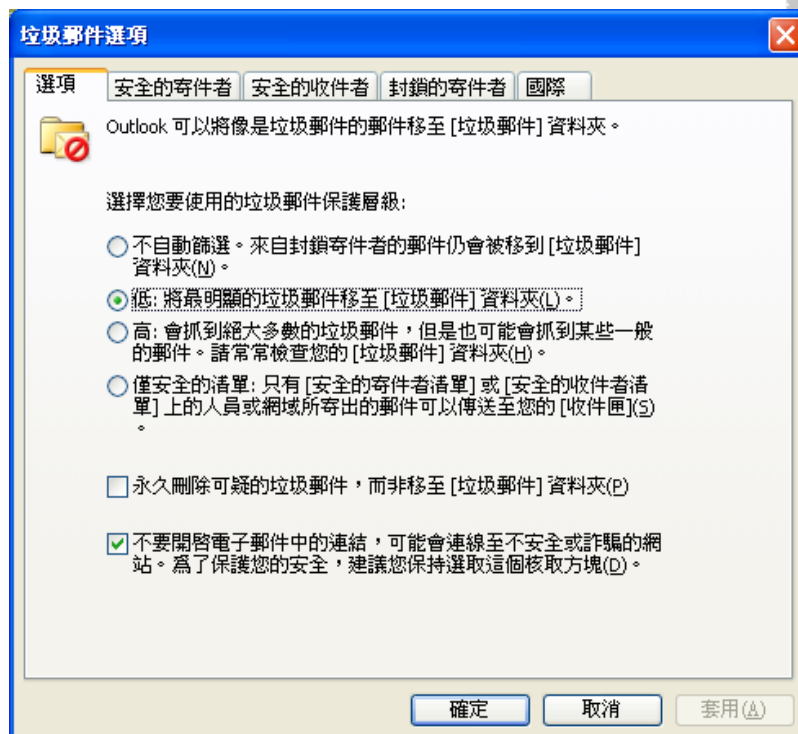 垃圾郵件選項
選項 安全的寄件者 安全的收件者 封鎖的寄件者 國際
Outlook 可以將像是垃圾郵件的郵件移至 [垃圾郵件] 資料夾。
選擇您要使用的垃圾郵件保護層級:
不自動篩選。來自封鎖寄件者的郵件仍會被移到 [垃圾郵件]
資料夾(N)。
低: 將最明顯的垃圾郵件移至 [垃圾郵件] 資料夾(L)。
高: 會抓到絕大多數的垃圾郵件，但是也可能會抓到某些一般
的郵件。請常常檢查您的 [垃圾郵件] 資料夾(H)。
僅安全的清單: 只有 [安全的寄件者清單] 或 [安全的收件者清
單] 上的人員或網域所寄出的郵件可以傳送至您的 [收件匣](S)
。
永久刪除可疑的垃圾郵件，而非移至 [垃圾郵件] 資料夾(P)
不要開啟電子郵件中的連結，可能會連線至不安全或詐騙的網
站。為了保護您的安全，建議您保持選取這個核取方塊(D)。
確定 取消 套用(A)